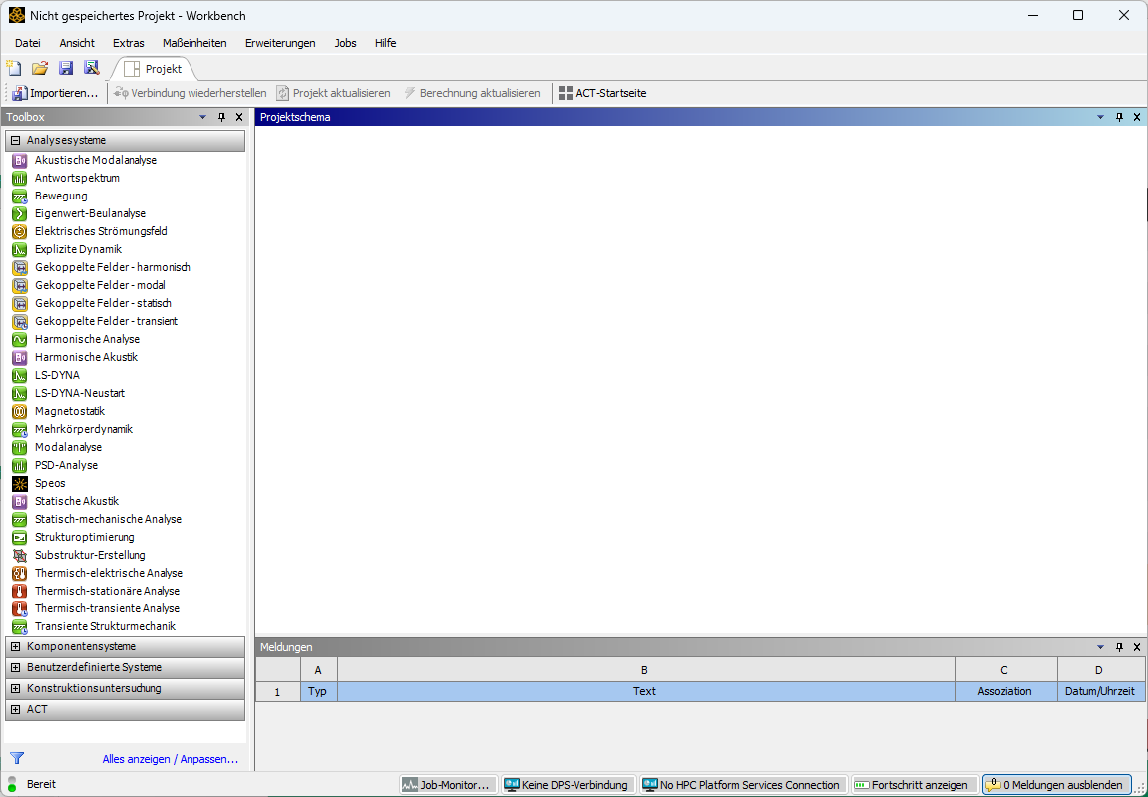 Nicht gespeichertes Projekt - Workbench
Datei Ansicht Extras Maßeinheiten Erweiterungen Jobs Hilfe
Projekt
Importieren... Verbindung wiederherstellen Projekt aktualisieren Berechnung aktualisieren ACT-Startseite
Toolbox
Analysesysteme
Akustische Modalanalyse
Antwortspektrum
Bewegung
Eigenwert-Beulanalyse
Elektrisches Strömungsfeld
Explizite Dynamik
Gekoppelte Felder - harmonisch
Gekoppelte Felder - modal
Gekoppelte Felder - statisch
Gekoppelte Felder - transient
Harmonische Analyse
Harmonische Akustik
LS-DYNA
LS-DYNA-Neustart
Magnetostatik
Mehrkörperdynamik
Modalanalyse
PSD-Analyse
Speos
Statische Akustik
Statisch-mechanische Analyse
Strukturoptimierung
Substruktur-Erstellung
Thermisch-elektrische Analyse
Thermisch-stationäre Analyse
Thermisch-transiente Analyse
Transiente Strukturmechanik
Komponentensysteme
Benutzerdefinierte Systeme
Konstruktionsuntersuchung
ACT
Alles anzeigen / Anpassen...
Projektschema
Meldungen
A B C D
1 Typ Text Assoziation Datum/Uhrzeit
Bereit Job-Monitor... Keine DPS-Verbindung No HPC Platform Services Connection Fortschritt anzeigen 0 0 Meldungen ausblenden